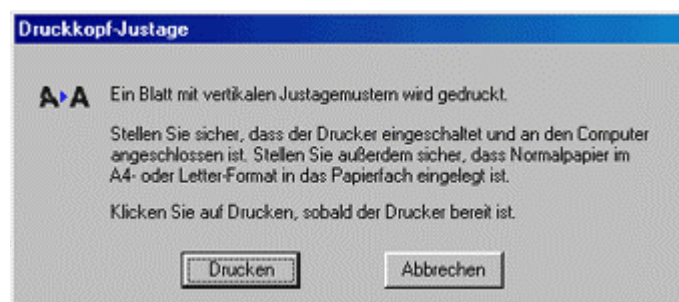 Druckkopf-Justage
A A
Ein Blatt mit vertikalen Justagemustern wird gedruckt.
Stellen Sie sicher, dass der Drucker eingeschaltet und an den Computer
angeschlossen ist. Stellen Sie außerdem sicher, dass Normalpapier im
A4- oder Letter-Format in das Papierfach eingelegt ist.
Klicken Sie auf Drucken, sobald der Drucker bereit ist.
Drucken
Abbrechen